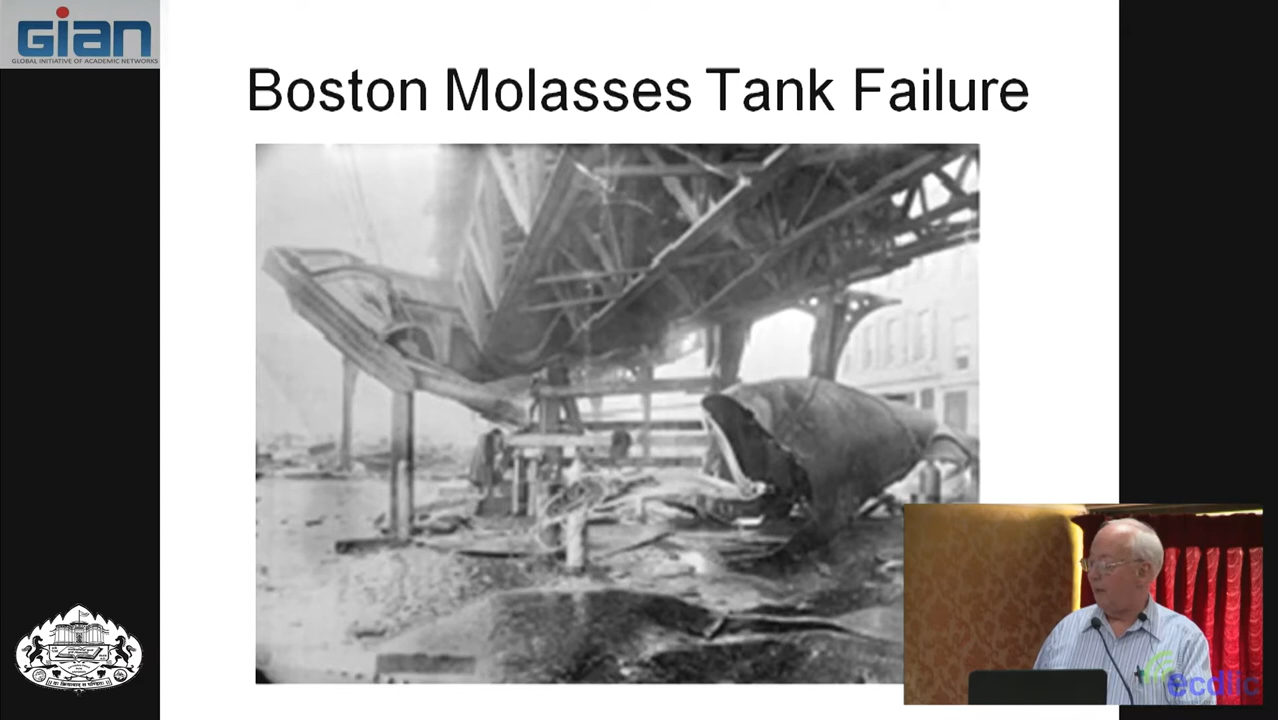 GIAN
GLOBAL INITIATIVE OF ACADEMIC NETWORKS
Boston Molasses Tank Failure
ecdlic